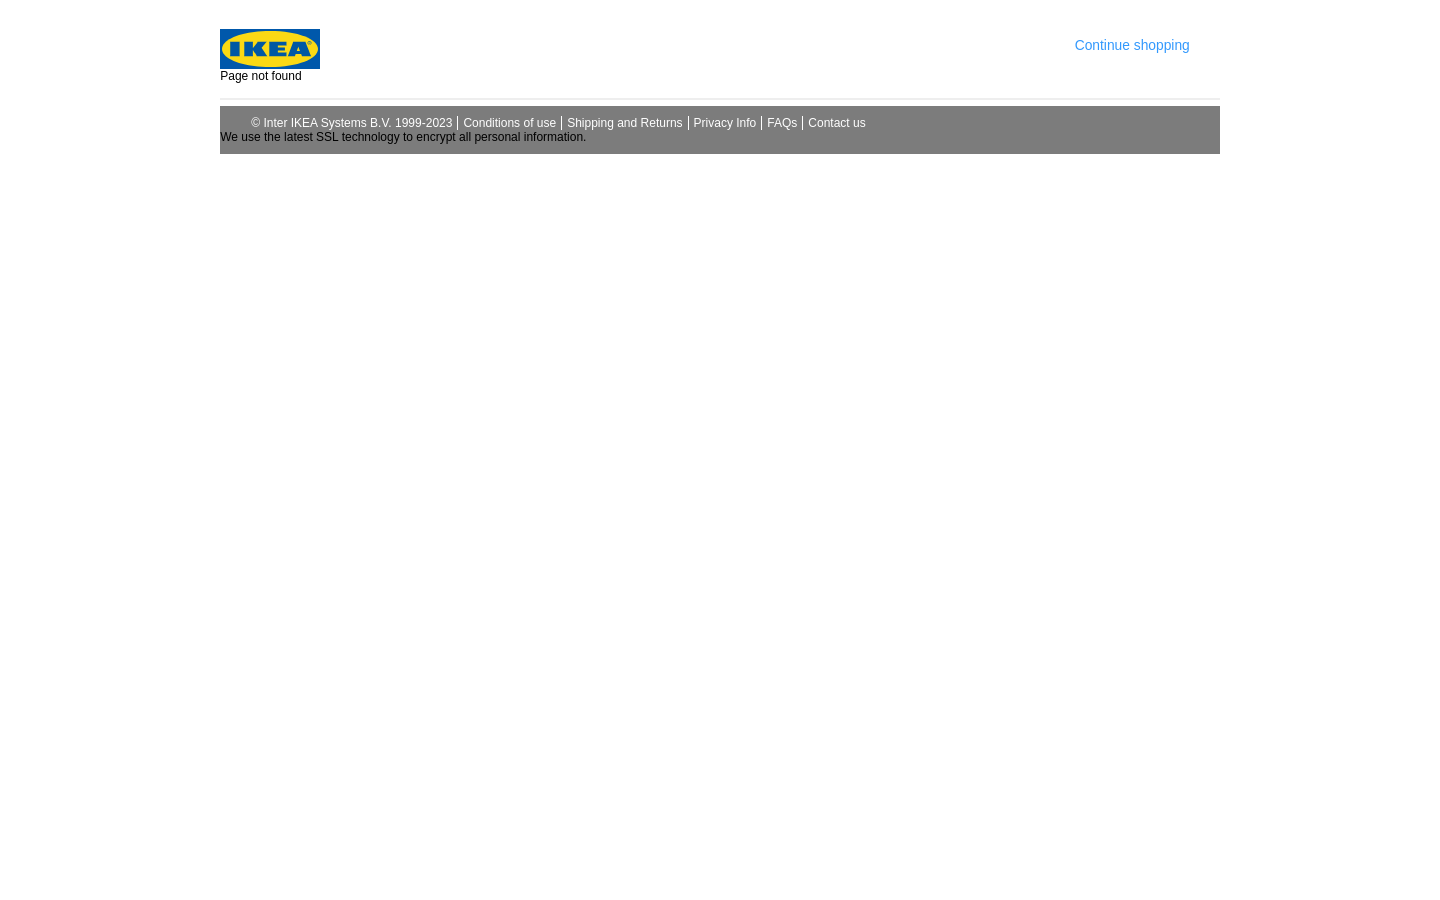 IKEA
Continue shopping
Page not found
© Inter IKEA Systems B.V. 1999-2023 | Conditions of use | Shipping and Returns | Privacy Info | FAQs | Contact us
We use the latest SSL technology to encrypt all personal information.